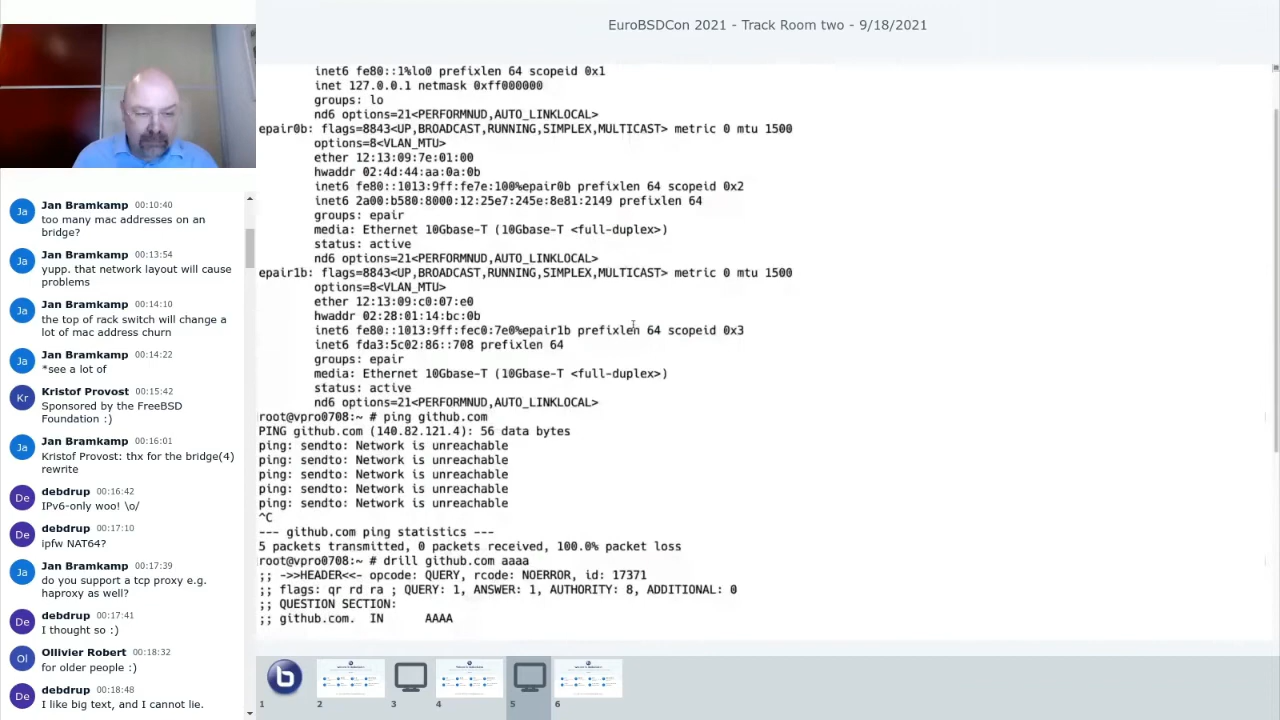 EuroBSDCon 2021 - Track Room two - 9/18/2021
Ja
Jan Bramkamp 00:10:40
too many mac addresses on an
bridge?
Ja
Jan Bramkamp 00:13:54
yupp. that network layout will cause
problems
Ja
Jan Bramkamp 00:14:10
the top of rack switch will change a
lot of mac address churn
Ja
Jan Bramkamp 00:14:22
*see a lot of
Kr
Kristof Provost 00:15:42
Sponsored by the FreeBSD
Foundation :)
Ja
Jan Bramkamp 00:16:01
Kristof Provost: thx for the bridge(4)
rewrite
De
debdrup 00:16:42
IPv6-only woo! \o/
De
debdrup 00:17:10
ipfw NAT64?
Ja
Jan Bramkamp 00:17:39
do you support a tcp proxy e.g.
haproxy as well?
De
debdrup 00:17:41
I thought so :)
Ol
Ollivier Robert 00:18:32
for older people :)
De
debdrup 00:18:48
I like big text, and I cannot lie.
inet6 fe80::1%lo0 prefixlen 64 scopeid 0x1
inet 127.0.0.1 netmask 0xff000000
groups: lo
nd6 options=21<PERFORMNUD,AUTO_LINKLOCAL>
epair0b: flags=8843<UP,BROADCAST,RUNNING,SIMPLEX,MULTICAST> metric 0 mtu 1500
options=8<VLAN_MTU>
ether 12:13:09:7e:01:00
hwaddr 02:4d:44:aa:0a:0b
inet6 fe80::1013:9ff:fe7e:100%epair0b prefixlen 64 scopeid 0x2
inet6 2a00:b580:8000:12:25e7:245e:8e81:2149 prefixlen 64
groups: epair
media: Ethernet 10Gbase-T (10Gbase-T <full-duplex>)
status: active
nd6 options=21<PERFORMNUD,AUTO_LINKLOCAL>
epair1b: flags=8843<UP,BROADCAST,RUNNING,SIMPLEX,MULTICAST> metric 0 mtu 1500
options=8<VLAN_MTU>
ether 12:13:09:c0:07:e0
hwaddr 02:28:01:14:bc:0b
inet6 fe80::1013:9ff:fec0:7e0%epair1b prefixlen 64 scopeid 0x3
inet6 fda3:5c02:86::708 prefixlen 64
groups: epair
media: Ethernet 10Gbase-T (10Gbase-T <full-duplex>)
status: active
nd6 options=21<PERFORMNUD,AUTO_LINKLOCAL>
root@vpro0708:~ # ping github.com
PING github.com (140.82.121.4): 56 data bytes
ping: sendto: Network is unreachable
ping: sendto: Network is unreachable
ping: sendto: Network is unreachable
ping: sendto: Network is unreachable
ping: sendto: Network is unreachable
^C
--- github.com ping statistics ---
5 packets transmitted, 0 packets received, 100.0% packet loss
root@vpro0708:~ # drill github.com aaaa
;; ->>HEADER<<- opcode: QUERY, rcode: NOERROR, id: 17371
;; flags: qr rd ra ; QUERY: 1, ANSWER: 1, AUTHORITY: 8, ADDITIONAL: 0
;; QUESTION SECTION:
;; github.com. IN AAAA
b
1 2 3 4 5 6